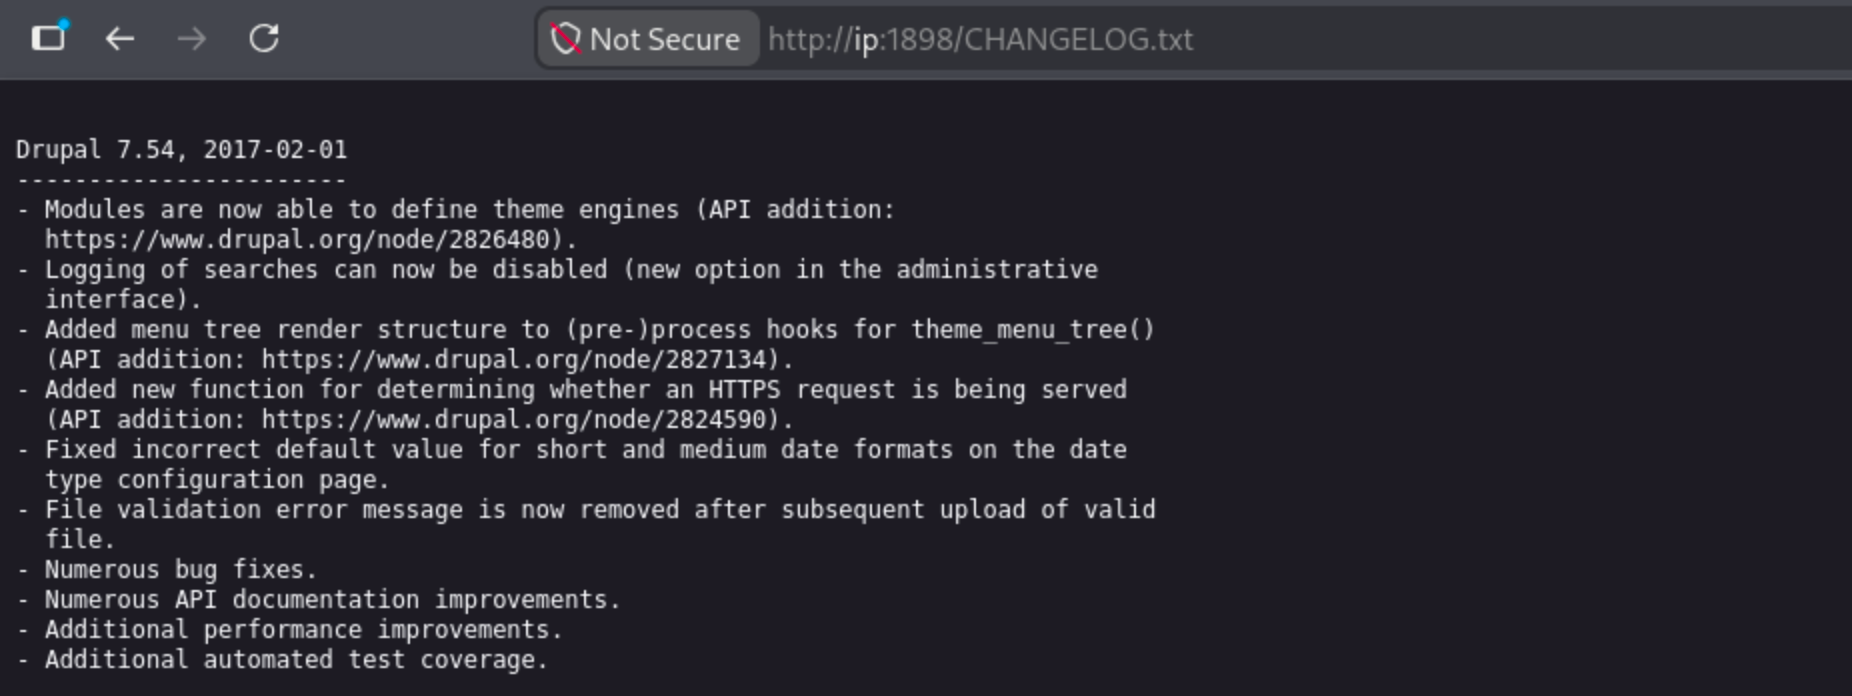 Not Secure http://ip:1898/CHANGELOG.txt
Drupal 7.54, 2017-02-01
-----------------------
- Modules are now able to define theme engines (API addition:
  https://www.drupal.org/node/2826480).
- Logging of searches can now be disabled (new option in the administrative
  interface).
- Added menu tree render structure to (pre-)process hooks for theme_menu_tree()
  (API addition: https://www.drupal.org/node/2827134).
- Added new function for determining whether an HTTPS request is being served
  (API addition: https://www.drupal.org/node/2824590).
- Fixed incorrect default value for short and medium date formats on the date
  type configuration page.
- File validation error message is now removed after subsequent upload of valid
  file.
- Numerous bug fixes.
- Numerous API documentation improvements.
- Additional performance improvements.
- Additional automated test coverage.